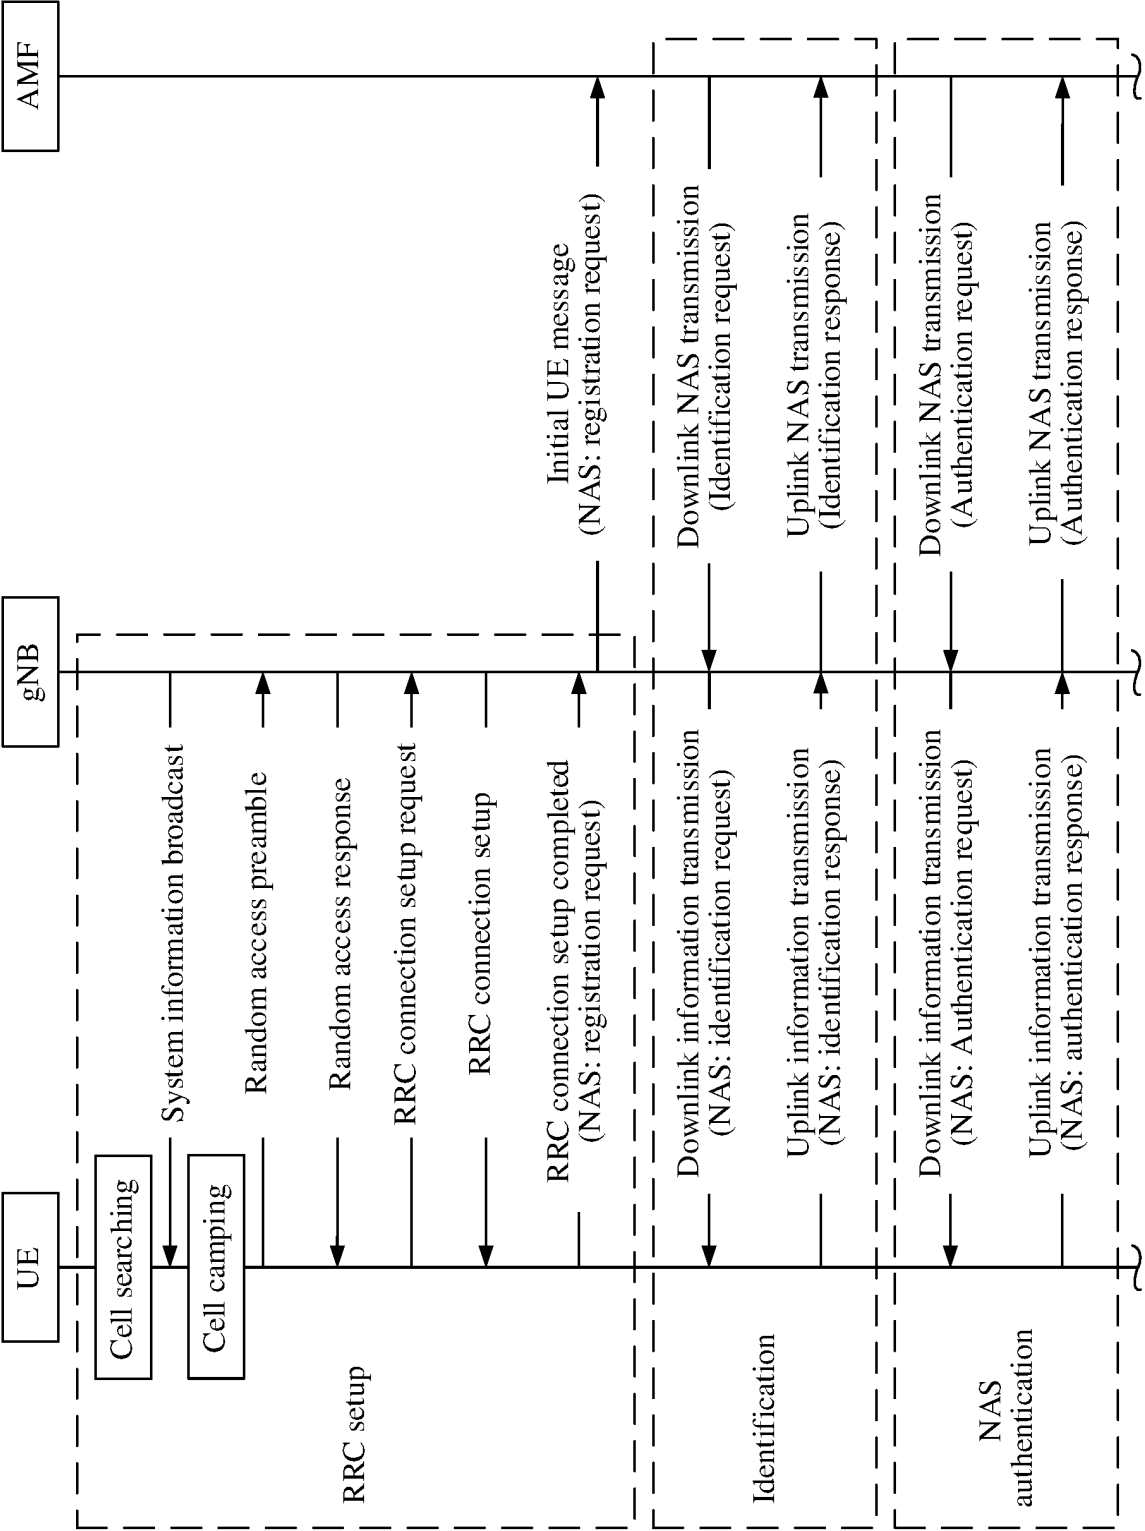 UE
gNB
AMF
Cell searching
System information broadcast
Cell camping
Random access preamble
Random access response
RRC setup
RRC connection setup request
RRC connection setup
RRC connection setup completed
(NAS: registration request)
Initial UE message
(NAS: registration request)
Identification
Downlink information transmission
(NAS: identification request)
Downlink NAS transmission
(Identification request)
Uplink information transmission
(NAS: identification response)
Uplink NAS transmission
(Identification response)
NAS
authentication
Downlink information transmission
(NAS: Authentication request)
Downlink NAS transmission
(Authentication request)
Uplink information transmission
(NAS: authentication response)
Uplink NAS transmission
(Authentication response)